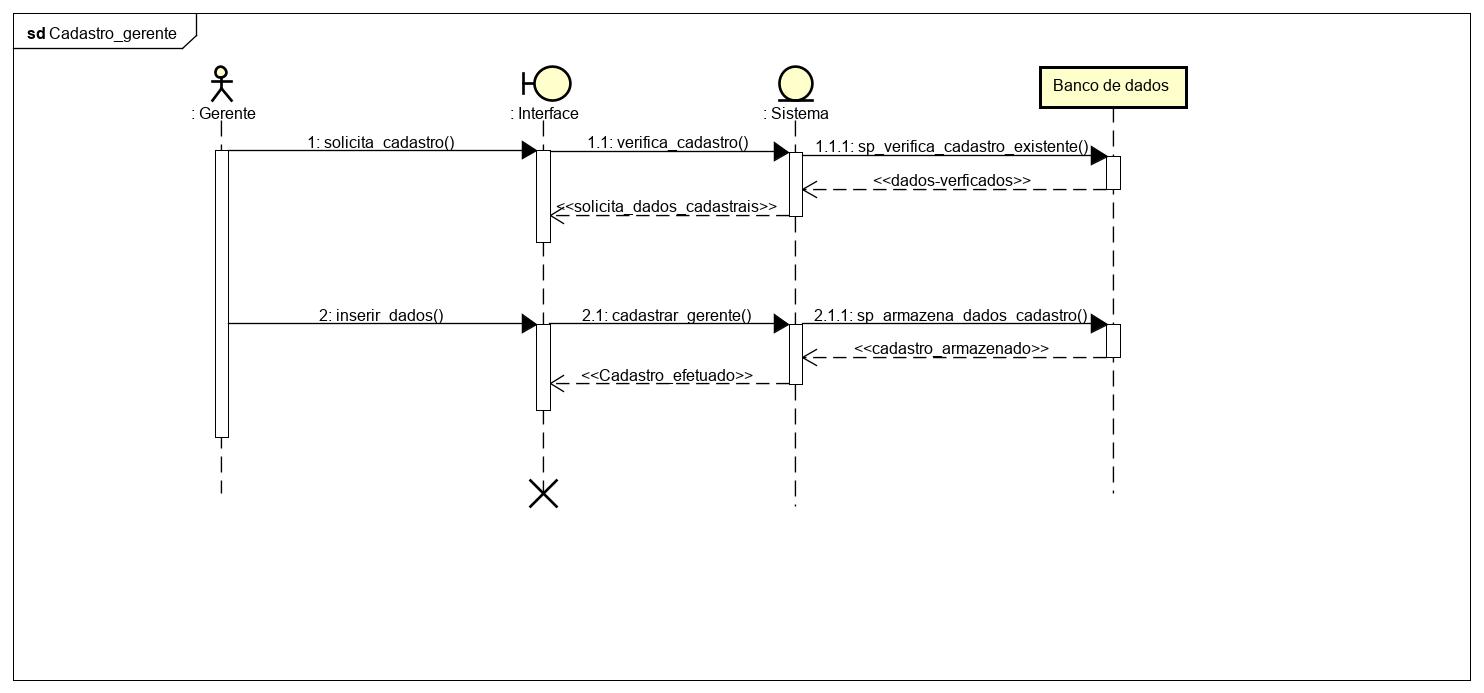 sd Cadastro_gerente
: Gerente
: Interface
: Sistema
Banco de dados
1: solicita_cadastro()
1.1: verifica_cadastro()
1.1.1: sp_verifica_cadastro_existente()
<<dados-verficados>>
<<solicita_dados_cadastrais>>
2: inserir_dados()
2.1: cadastrar_gerente()
2.1.1: sp_armazena_dados_cadastro()
<<cadastro_armazenado>>
<<Cadastro_efetuado>>